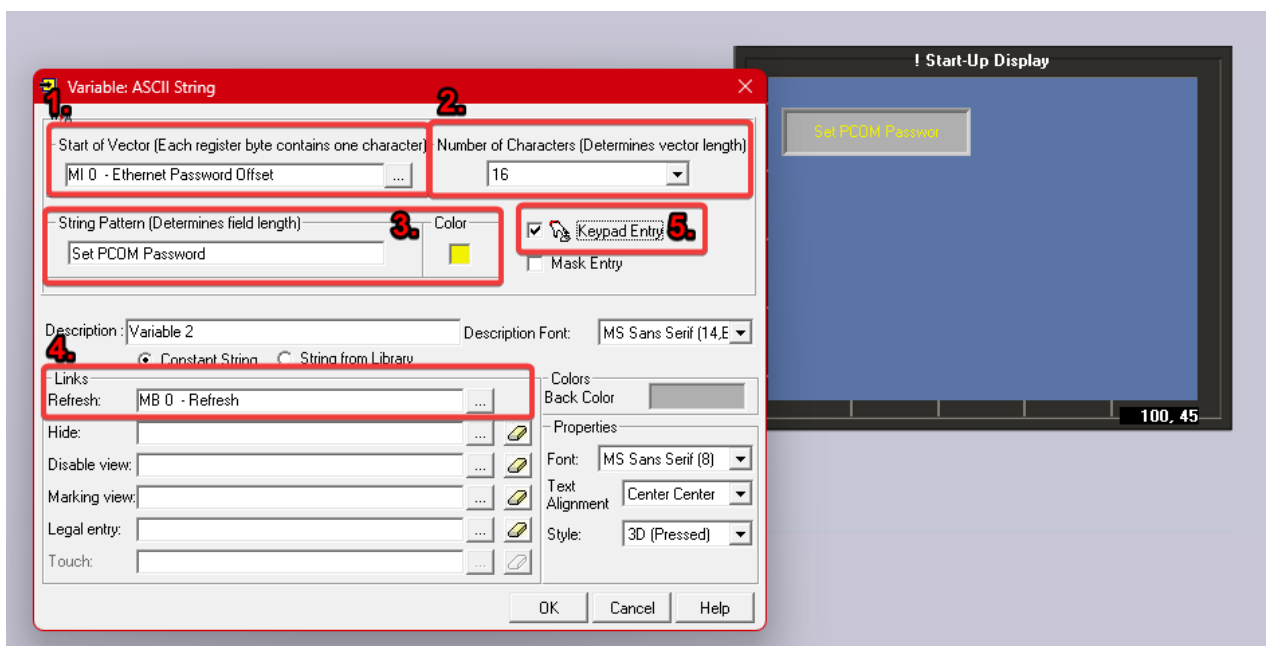 ! Start-Up Display
Variable: ASCII String
1.
2.
Start of Vector (Each register byte contains one character)
Number of Characters (Determines vector length)
MI 0 - Ethernet Password Offset
...
16
String Pattern (Determines field length)
3.
Color
Keypad Entry
5.
Set PCOM Password
Mask Entry
Set PCOM Passwor
Description :
Variable 2
Description Font:
MS Sans Serif (14,B
4.
Constant String
String from Library
Links
Refresh:
MB 0 - Refresh
...
Colors
Back Color
Hide:
...
Properties
Disable view:
...
Font:
MS Sans Serif (8)
Marking view:
...
Text
Alignment
Center Center
Legal entry:
...
Style:
3D (Pressed)
Touch:
...
OK
Cancel
Help
100, 45